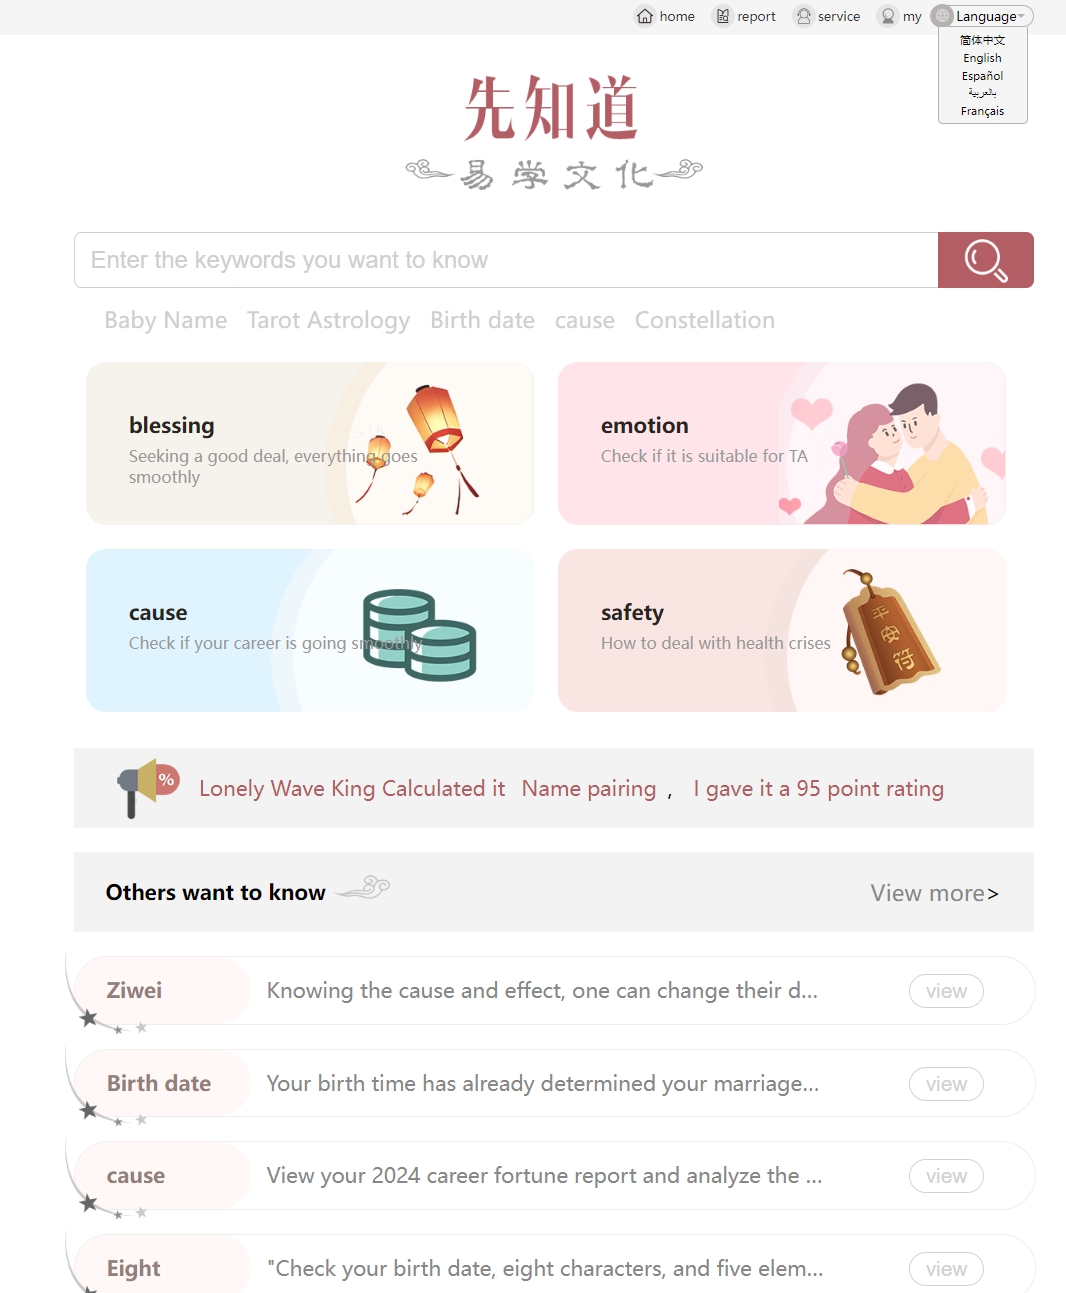 home report service my Language
简体中文
English
Español
بالعربية
Français
先知道
易学文化
Enter the keywords you want to know
Baby Name Tarot Astrology Birth date cause Constellation
blessing
Seeking a good deal, everything goes
smoothly
emotion
Check if it is suitable for TA
cause
Check if your career is going smoothly
safety
How to deal with health crises
平安符
%
Lonely Wave King Calculated it Name pairing , I gave it a 95 point rating
Others want to know
View more>
Ziwei Knowing the cause and effect, one can change their d... view
Birth date Your birth time has already determined your marriage... view
cause View your 2024 career fortune report and analyze the ... view
Eight "Check your birth date, eight characters, and five elem... view